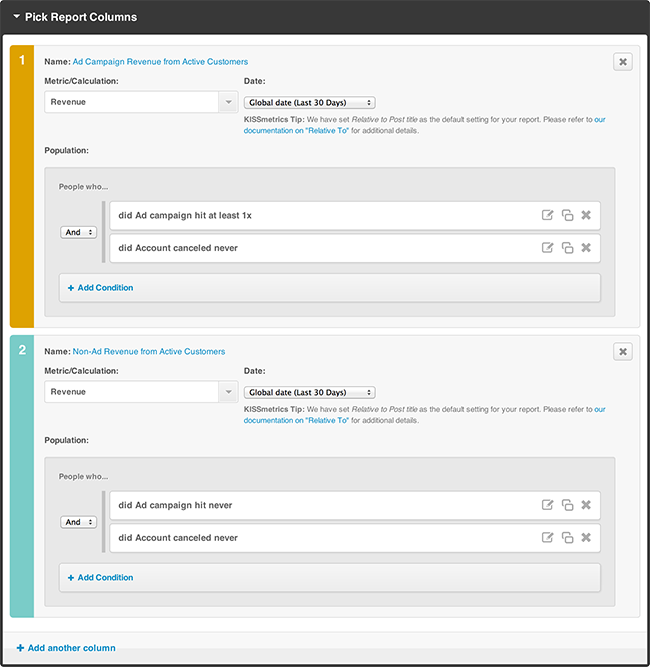 Pick Report Columns
1
Name: Ad Campaign Revenue from Active Customers
Metric/Calculation: Date:
Revenue Global date (Last 30 Days)
KISSmetrics Tip: We have set Relative to Post title as the default setting for your report. Please refer to our
documentation on "Relative To" for additional details.
Population:
People who...
did Ad campaign hit at least 1x
And
did Account canceled never
+ Add Condition
2
Name: Non-Ad Revenue from Active Customers
Metric/Calculation: Date:
Revenue Global date (Last 30 Days)
KISSmetrics Tip: We have set Relative to Post title as the default setting for your report. Please refer to our
documentation on "Relative To" for additional details.
Population:
People who...
did Ad campaign hit never
And
did Account canceled never
+ Add Condition
+ Add another column